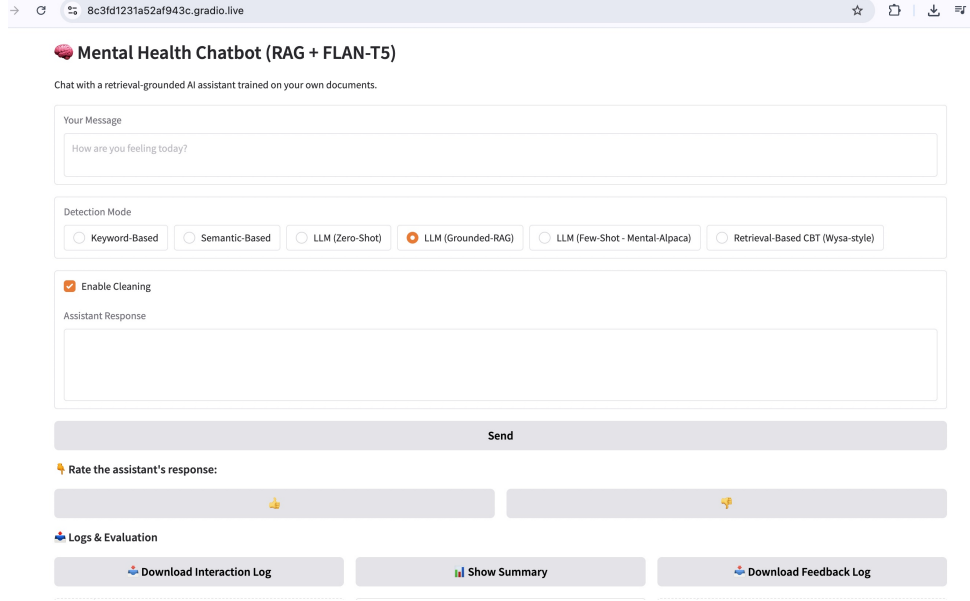 8c3fd1231a52af943c.gradio.live
🧠 Mental Health Chatbot (RAG + FLAN-T5)
Chat with a retrieval-grounded AI assistant trained on your own documents.
Your Message
How are you feeling today?
Detection Mode
Keyword-Based Semantic-Based LLM (Zero-Shot) LLM (Grounded-RAG) LLM (Few-Shot - Mental-Alpaca) Retrieval-Based CBT (Wysa-style)
Enable Cleaning
Assistant Response
Send
👇 Rate the assistant's response:
👍 👎
📥 Logs & Evaluation
📥 Download Interaction Log 📊 Show Summary 📥 Download Feedback Log